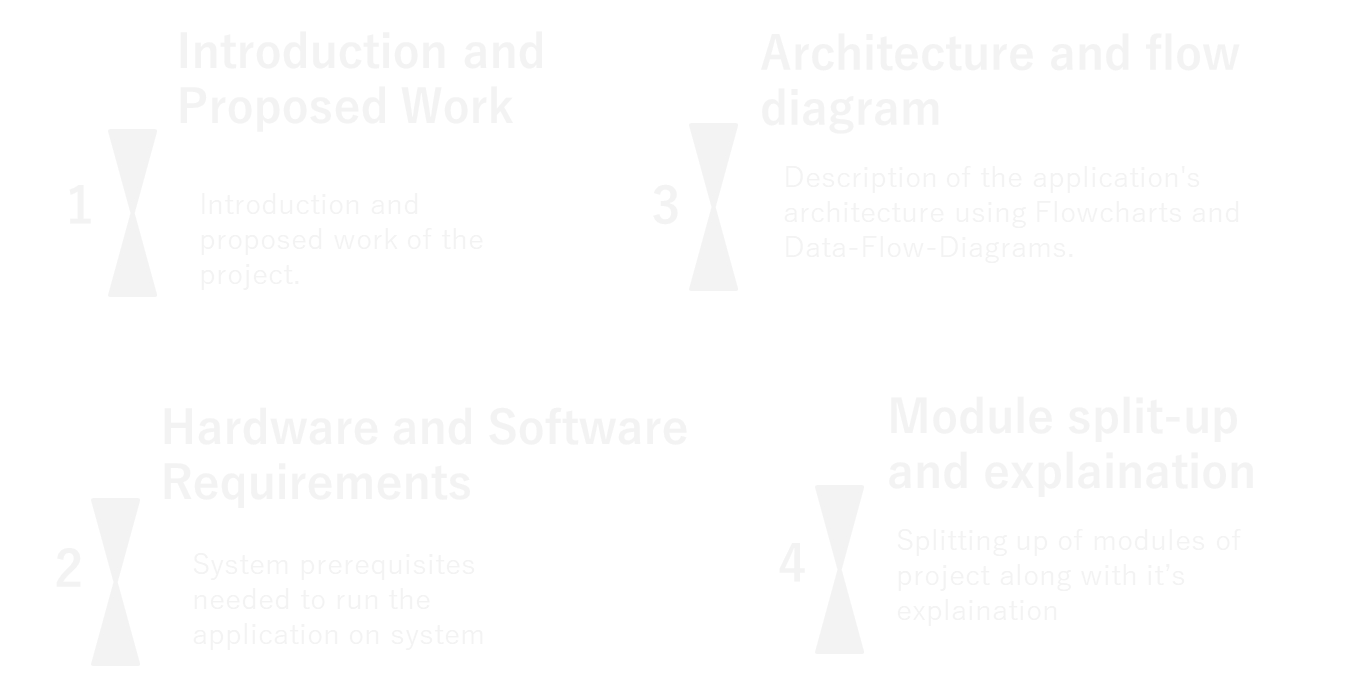 Introduction and
Proposed Work
1
Introduction and
proposed work of the
project.
Hardware and Software
Requirements
2
System prerequisites
needed to run the
application on system
Architecture and flow
diagram
3
Description of the application's
architecture using Flowcharts and
Data-Flow-Diagrams.
Module split-up
and explaination
4
Splitting up of modules of
project along with it's
explaination